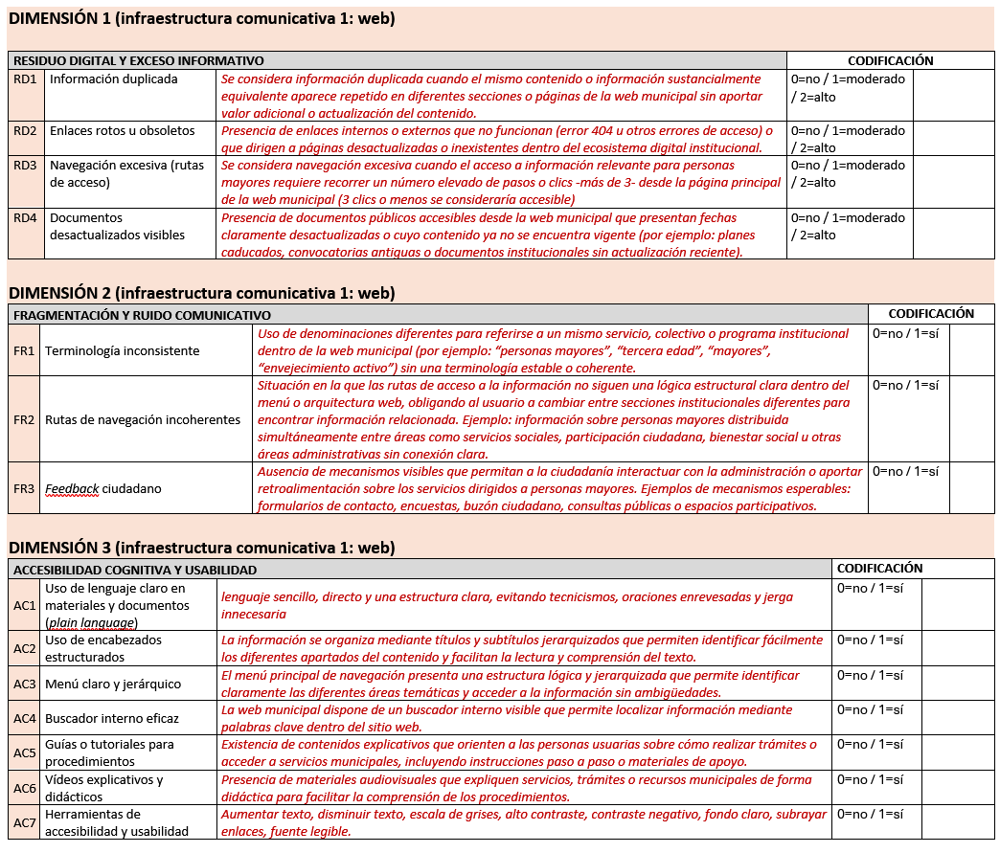 DIMENSIÓN 1 (infraestructura comunicativa 1: web)
RESIDUO DIGITAL Y EXCESO INFORMATIVO
CODIFICACIÓN
RD1
Información duplicada
Se considera información duplicada cuando el mismo contenido o información sustancialmente
equivalente aparece repetido en diferentes secciones o páginas de la web municipal sin aportar
valor adicional o actualización del contenido.
0=no / 1=moderado
/ 2=alto
RD2
Enlaces rotos u obsoletos
Presencia de enlaces internos o externos que no funcionan (error 404 u otros errores de acceso) o
que dirigen a páginas desactualizadas o inexistentes dentro del ecosistema digital institucional.
0=no / 1=moderado
/ 2=alto
RD3
Navegación excesiva (rutas
de acceso)
Se considera navegación excesiva cuando el acceso a información relevante para personas
mayores requiere recorrer un número elevado de pasos o clics -más de 3- desde la página principal
de la web municipal (3 clics o menos se consideraría accesible)
0=no / 1=moderado
/ 2=alto
RD4
Documentos
desactualizados visibles
Presencia de documentos públicos accesibles desde la web municipal que presentan fechas
claramente desactualizadas o cuyo contenido ya no se encuentra vigente (por ejemplo: planes
caducados, convocatorias antiguas o documentos institucionales sin actualización reciente).
0=no / 1=moderado
/ 2=alto
DIMENSIÓN 2 (infraestructura comunicativa 1: web)
FRAGMENTACIÓN Y RUIDO COMUNICATIVO
CODIFICACIÓN
FR1
Terminología inconsistente
Uso de denominaciones diferentes para referirse a un mismo servicio, colectivo o programa institucional
dentro de la web municipal (por ejemplo: “personas mayores”, “tercera edad”, “mayores”,
“envejecimiento activo”) sin una terminología estable o coherente.
0=no / 1=sí
FR2
Rutas de navegación incoherentes
Situación en la que las rutas de acceso a la información no siguen una lógica estructural clara dentro del
menú o arquitectura web, obligando al usuario a cambiar entre secciones institucionales diferentes para
encontrar información relacionada. Ejemplo: información sobre personas mayores distribuida
simultáneamente entre áreas como servicios sociales, participación ciudadana, bienestar social u otras
áreas administrativas sin conexión clara.
0=no / 1=sí
FR3
Feedback ciudadano
Ausencia de mecanismos visibles que permitan a la ciudadanía interactuar con la administración o aportar
retroalimentación sobre los servicios dirigidos a personas mayores. Ejemplos de mecanismos esperables:
formularios de contacto, encuestas, buzón ciudadano, consultas públicas o espacios participativos.
0=no / 1=sí
DIMENSIÓN 3 (infraestructura comunicativa 1: web)
ACCESIBILIDAD COGNITIVA Y USABILIDAD
CODIFICACIÓN
AC1
Uso de lenguaje claro en
materiales y documentos
(plain language)
lenguaje sencillo, directo y una estructura clara, evitando tecnicismos, oraciones enrevesadas y jerga
innecesaria
0=no / 1=sí
AC2
Uso de encabezados
estructurados
La información se organiza mediante títulos y subtítulos jerarquizados que permiten identificar fácilmente
los diferentes apartados del contenido y facilitan la lectura y comprensión del texto.
0=no / 1=sí
AC3
Menú claro y jerárquico
El menú principal de navegación presenta una estructura lógica y jerarquizada que permite identificar
claramente las diferentes áreas temáticas y acceder a la información sin ambigüedades.
0=no / 1=sí
AC4
Buscador interno eficaz
La web municipal dispone de un buscador interno visible que permite localizar información mediante
palabras clave dentro del sitio web.
0=no / 1=sí
AC5
Guías o tutoriales para
procedimientos
Existencia de contenidos explicativos que orienten a las personas usuarias sobre cómo realizar trámites o
acceder a servicios municipales, incluyendo instrucciones paso a paso o materiales de apoyo.
0=no / 1=sí
AC6
Vídeos explicativos y
didácticos
Presencia de materiales audiovisuales que expliquen servicios, trámites o recursos municipales de forma
didáctica para facilitar la comprensión de los procedimientos.
0=no / 1=sí
AC7
Herramientas de
accesibilidad y usabilidad
Aumentar texto, disminuir texto, escala de grises, alto contraste, contraste negativo, fondo claro, subrayar
enlaces, fuente legible.
0=no / 1=sí